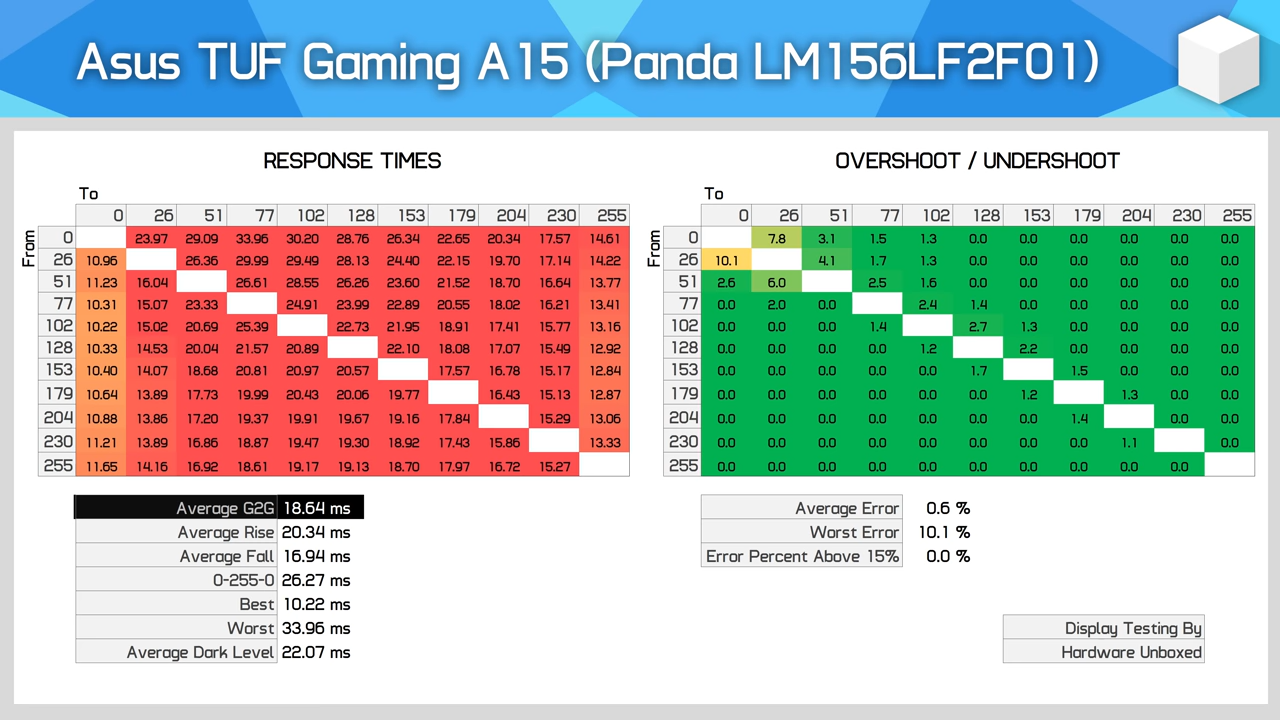 Asus TUF Gaming A15 (Panda LM156LF2F01)
RESPONSE TIMES
To
0 26 51 77 102 128 153 179 204 230 255
From
0 23.97 29.09 33.96 30.20 28.76 26.34 22.65 20.34 17.57 14.61
26 10.96 26.36 29.99 29.49 28.13 24.40 22.15 19.70 17.14 14.22
51 11.23 16.04 26.61 28.55 26.26 23.60 21.52 18.70 16.64 13.77
77 10.31 15.07 23.33 24.91 23.99 22.89 20.55 18.02 16.21 13.41
102 10.22 15.02 20.69 25.39 22.73 21.95 18.91 17.41 15.77 13.16
128 10.33 14.53 20.04 21.57 20.89 22.10 18.08 17.07 15.49 12.92
153 10.40 14.07 18.68 20.81 20.97 20.57 17.57 16.78 15.17 12.84
179 10.64 13.89 17.73 19.99 20.43 20.06 19.77 16.43 15.13 12.87
204 10.88 13.86 17.20 19.37 19.91 19.67 19.16 17.84 15.29 13.06
230 11.21 13.89 16.86 18.87 19.47 19.30 18.92 17.43 15.86 13.33
255 11.65 14.16 16.92 18.61 19.17 19.13 18.70 17.97 16.72 15.27
Average G2G 18.64 ms
Average Rise 20.34 ms
Average Fall 16.94 ms
0-255-0 26.27 ms
Best 10.22 ms
Worst 33.96 ms
Average Dark Level 22.07 ms
OVERSHOOT / UNDERSHOOT
To
0 26 51 77 102 128 153 179 204 230 255
From
0 7.8 3.1 1.5 1.3 0.0 0.0 0.0 0.0 0.0 0.0
26 10.1 4.1 1.7 1.3 0.0 0.0 0.0 0.0 0.0 0.0
51 2.6 6.0 2.5 1.6 0.0 0.0 0.0 0.0 0.0 0.0
77 0.0 2.0 0.0 2.4 1.4 0.0 0.0 0.0 0.0 0.0
102 0.0 0.0 0.0 1.4 2.7 1.3 0.0 0.0 0.0 0.0
128 0.0 0.0 0.0 0.0 1.2 2.2 0.0 0.0 0.0 0.0
153 0.0 0.0 0.0 0.0 0.0 1.7 1.5 0.0 0.0 0.0
179 0.0 0.0 0.0 0.0 0.0 0.0 1.2 1.3 0.0 0.0
204 0.0 0.0 0.0 0.0 0.0 0.0 0.0 1.4 0.0 0.0
230 0.0 0.0 0.0 0.0 0.0 0.0 0.0 0.0 1.1 0.0
255 0.0 0.0 0.0 0.0 0.0 0.0 0.0 0.0 0.0 0.0
Average Error 0.6 %
Worst Error 10.1 %
Error Percent Above 15% 0.0 %
Display Testing By
Hardware Unboxed